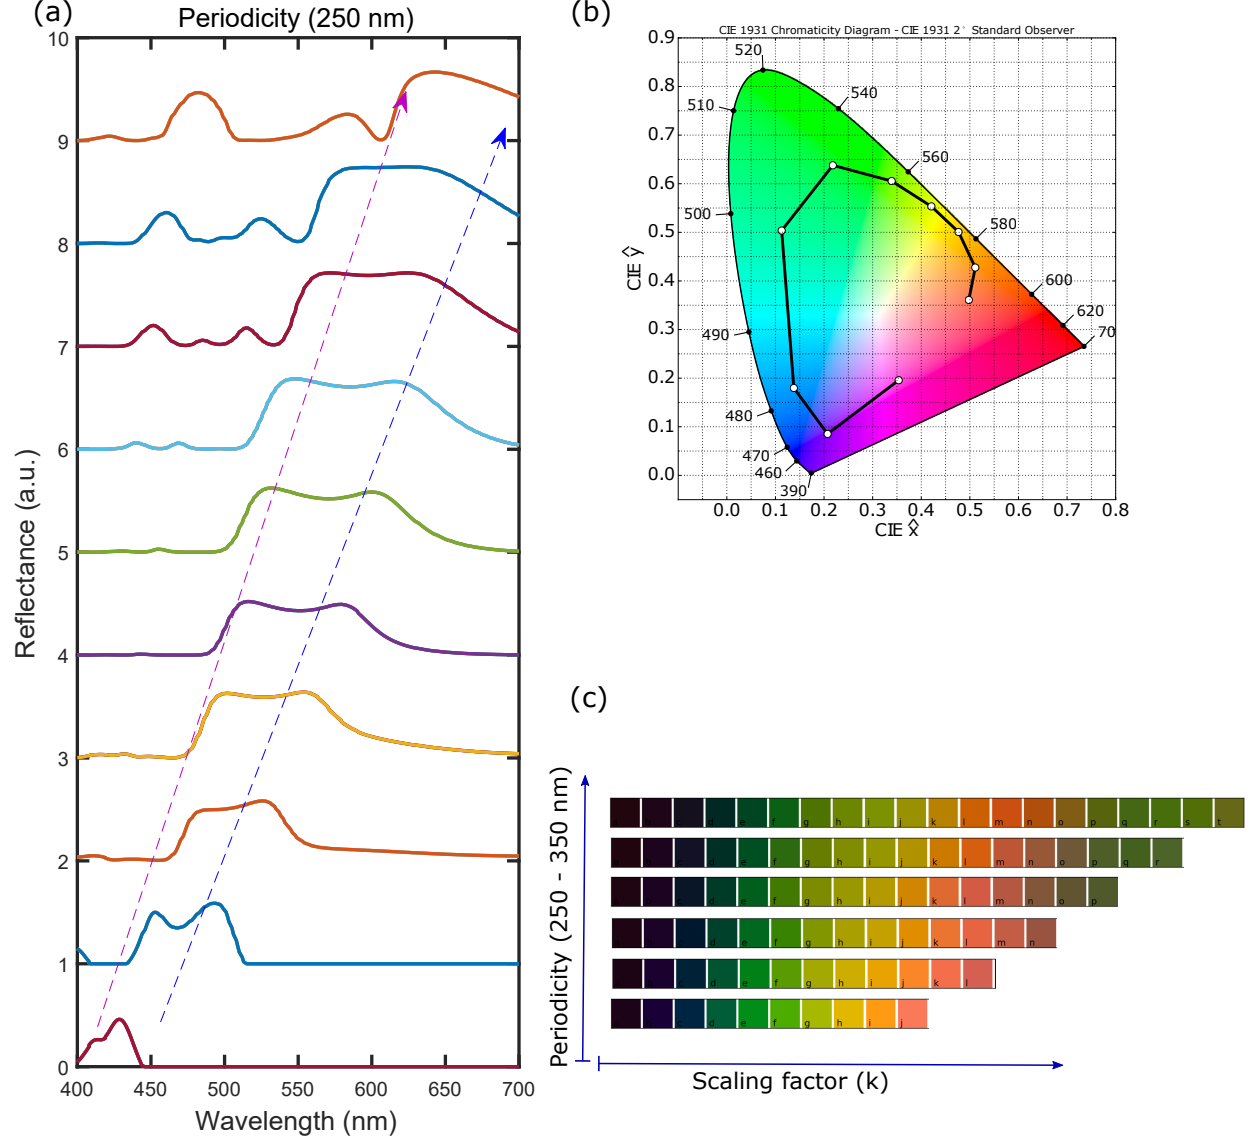 (a)
Periodicity (250 nm)
10
9
8
7
6
5
4
3
2
1
0
400 450 500 550 600 650 700
Reflectance (a.u.)
Wavelength (nm)
(b)
CIE 1931 Chromaticity Diagram - CIE 1931 2° Standard Observer
0.9
0.8
0.7
0.6
0.5
0.4
0.3
0.2
0.1
0.0
0.0 0.1 0.2 0.3 0.4 0.5 0.6 0.7 0.8
CIE ŷ
CIE x̂
520
510
540
560
500
580
600
620
490
70
480
470
460
390
(c)
Periodicity (250 - 350 nm)
a b c d e f g h i j k l m n o p q r s t
d e f g h i j k l m n o p q r
d e f g h i j k l m n o p
d e f g h i j k l m n
c d e f g h i j k l
c d e f g h i j
Scaling factor (k)